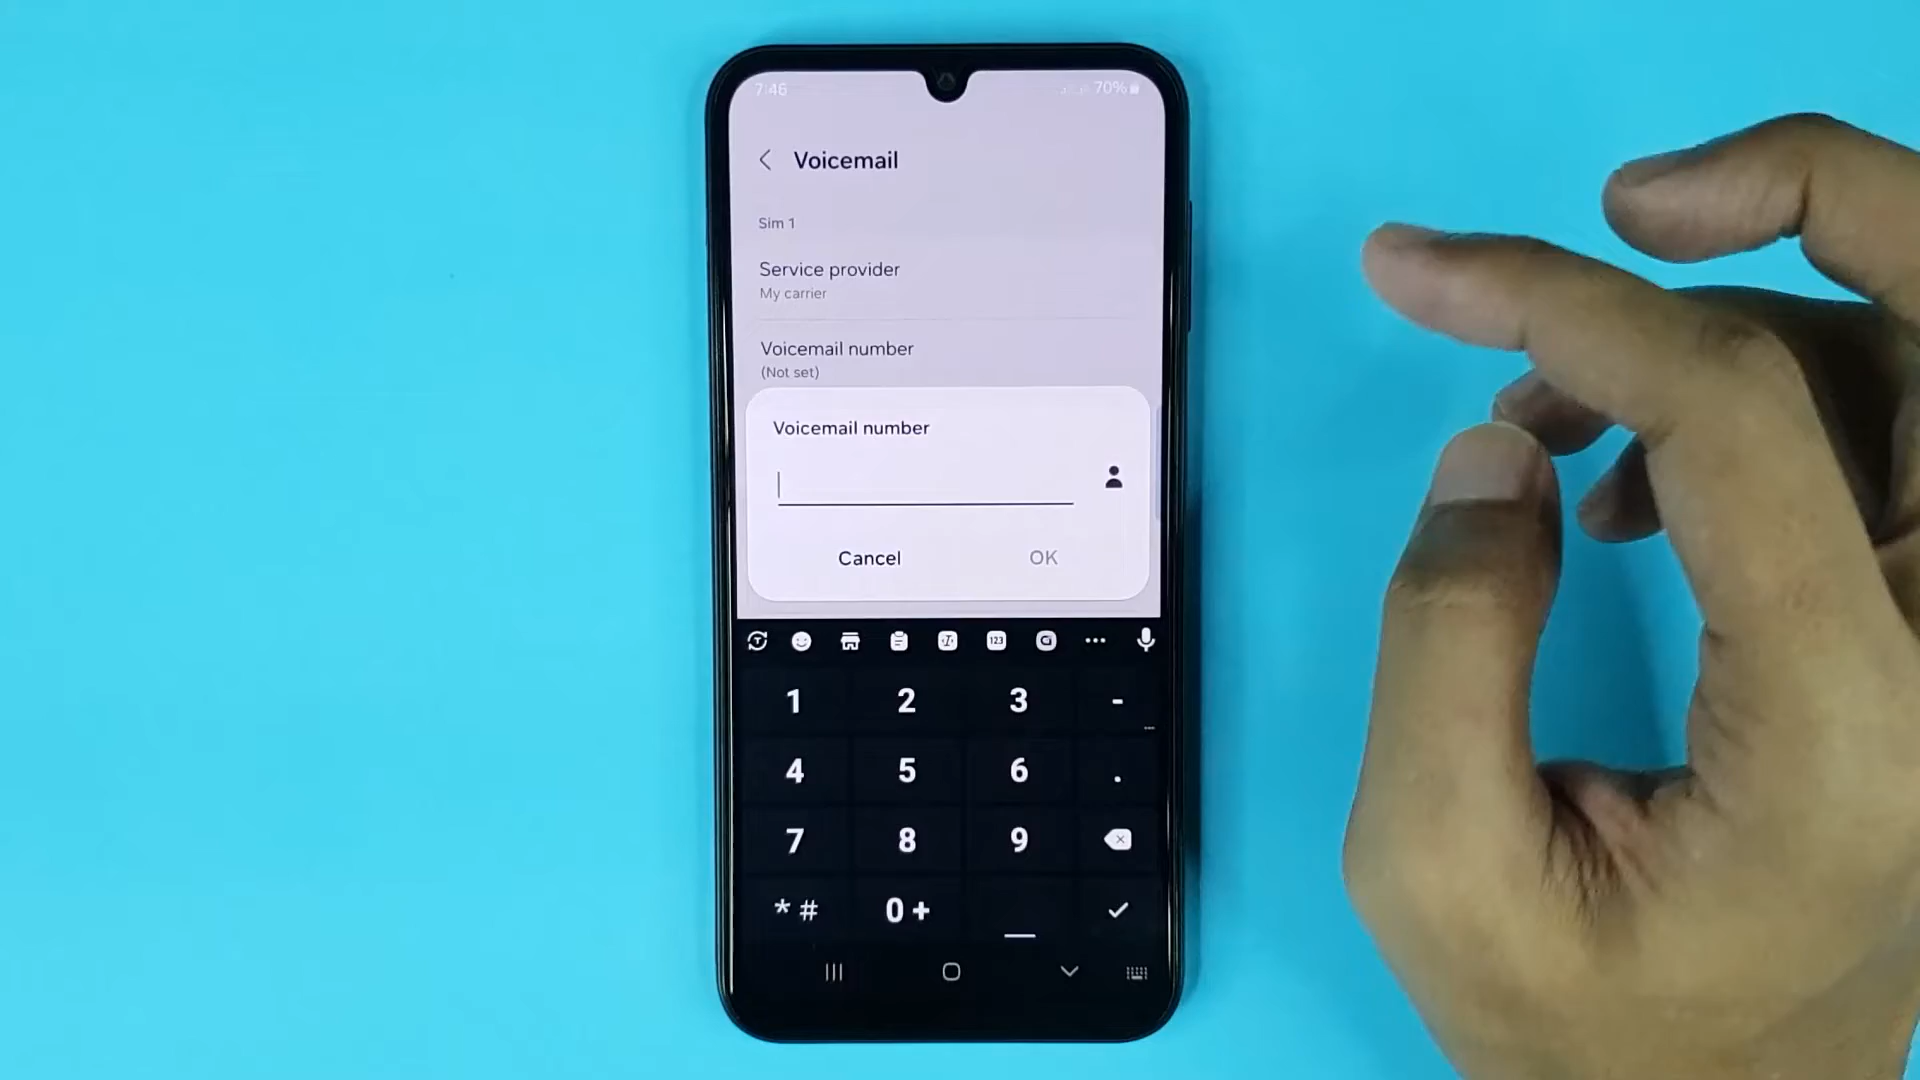 7:46 70%
Voicemail
Sim 1
Service provider
My carrier
Voicemail number
(Not set)
Voicemail number
Cancel OK
1 2 3 -
4 5 6 .
7 8 9
* # 0 +